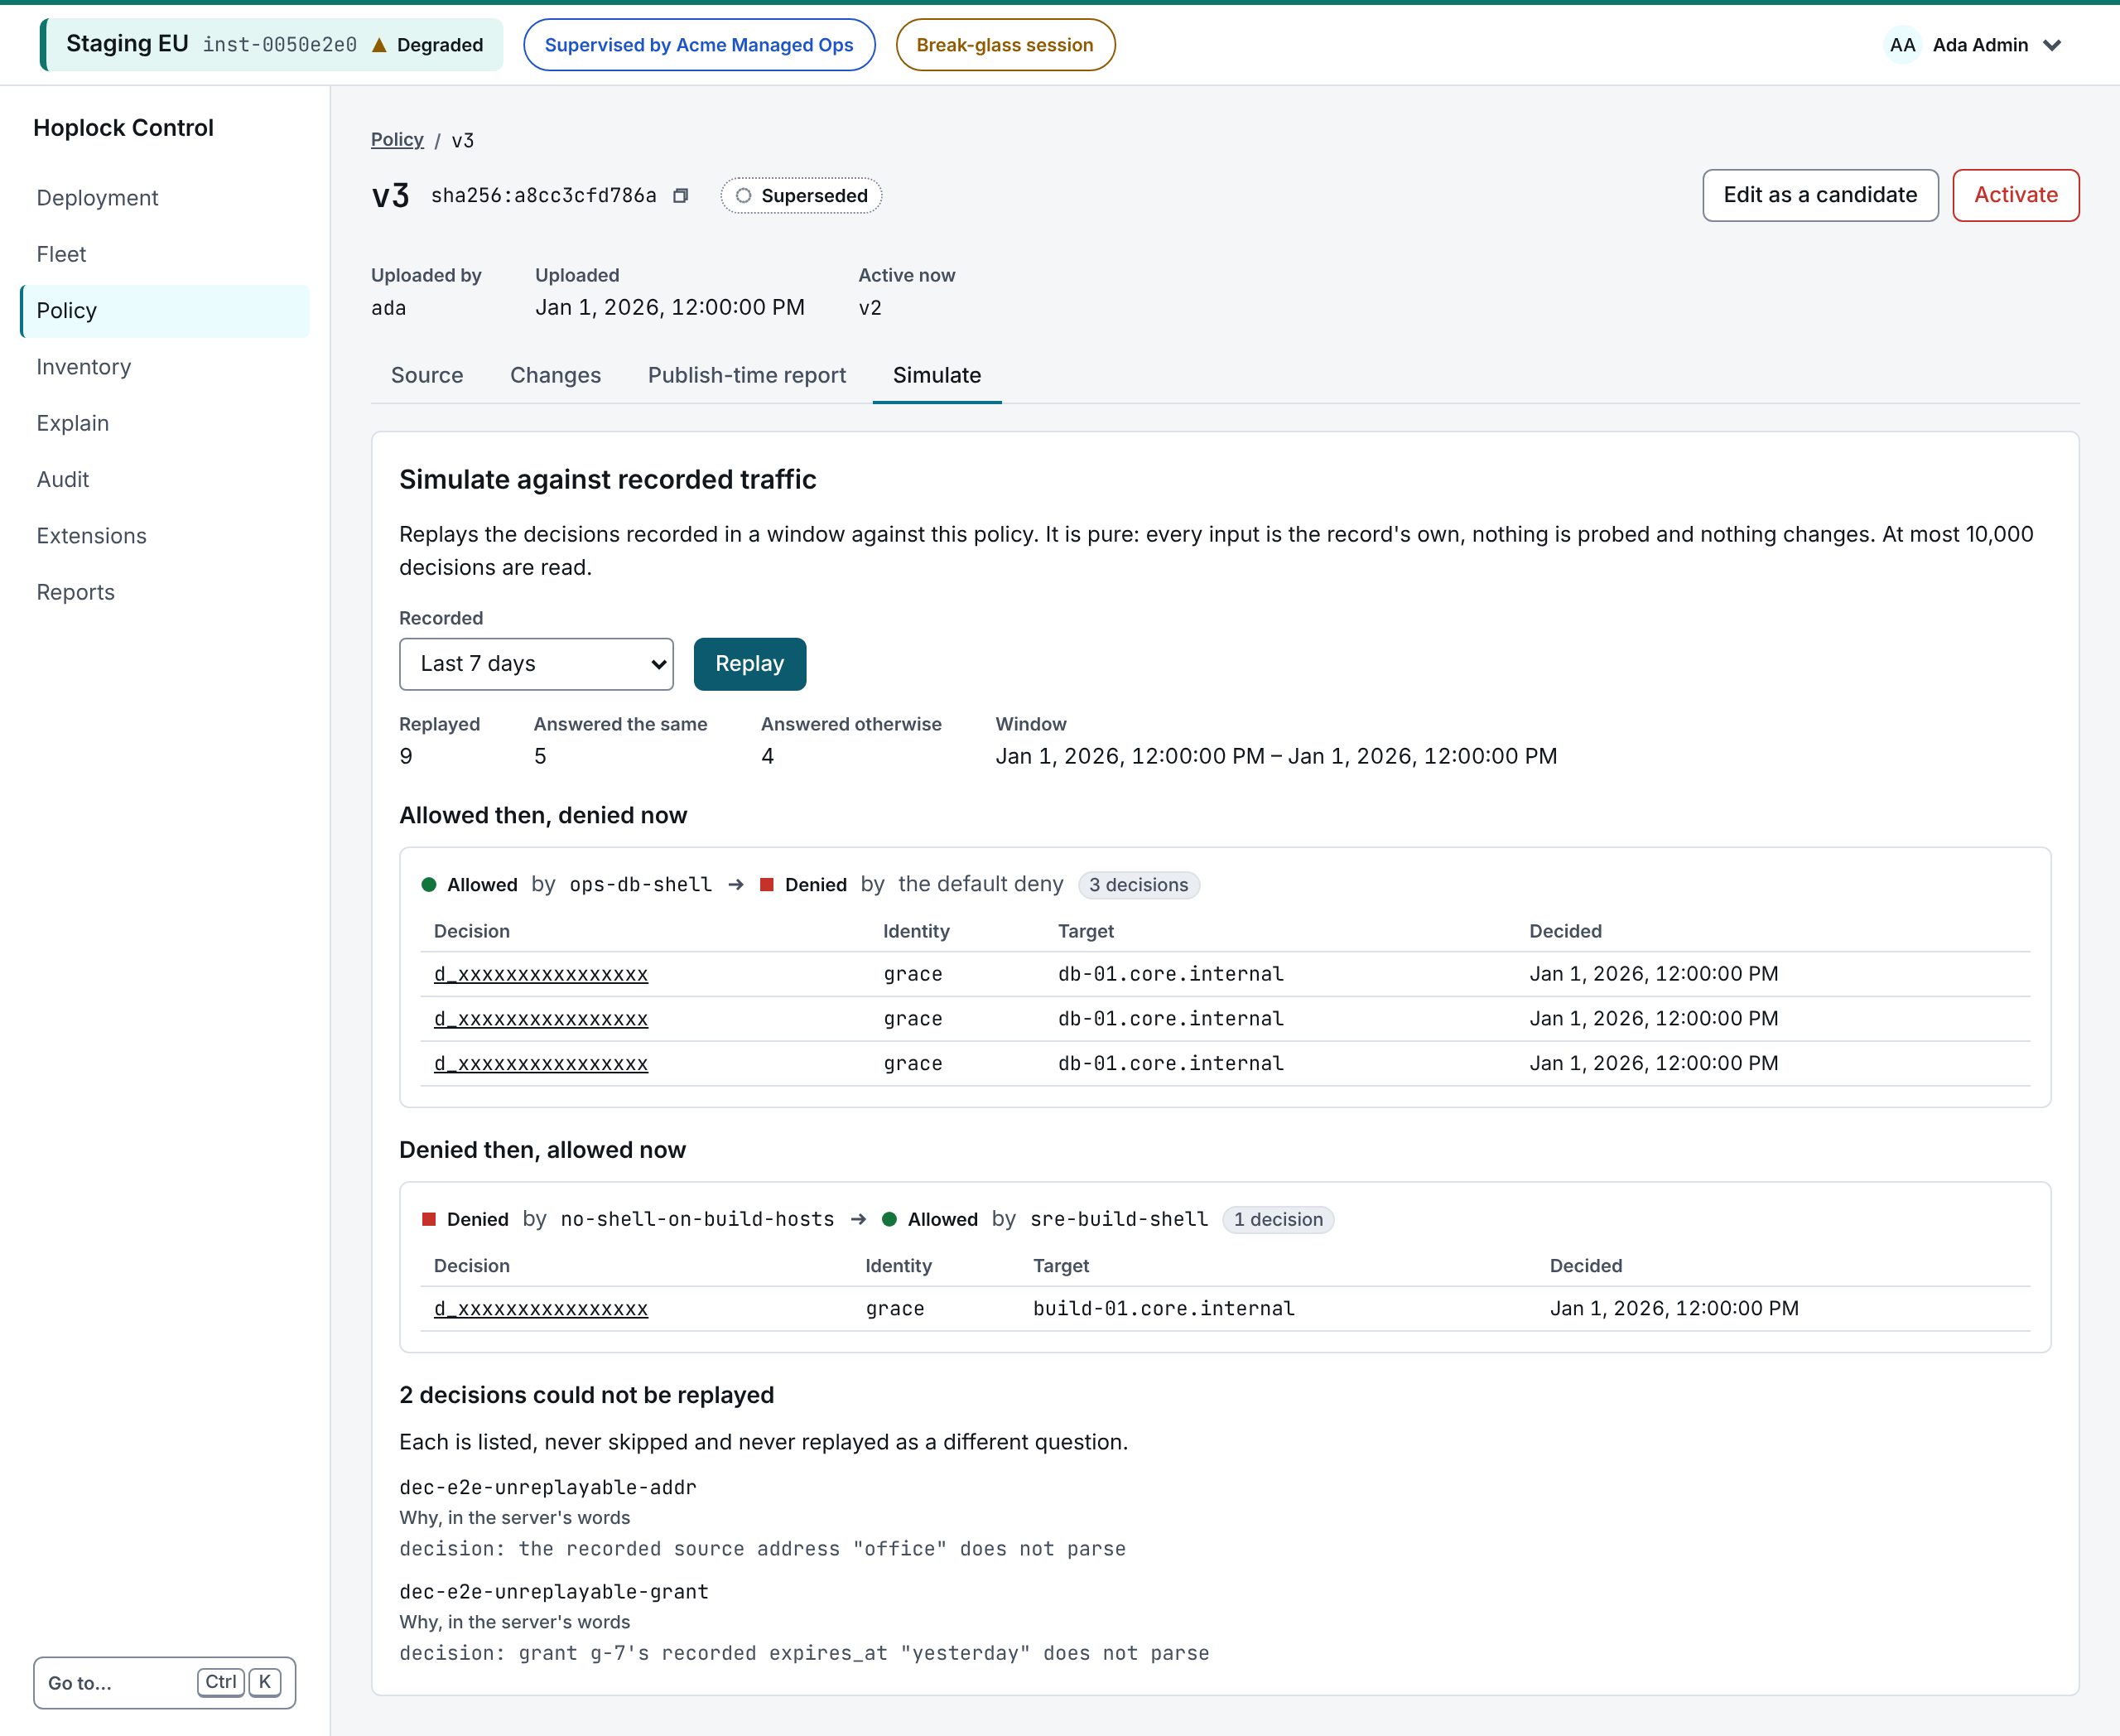 Staging EU inst-0050e2e0 Degraded Supervised by Acme Managed Ops Break-glass session AA Ada Admin
Hoplock Control
Deployment
Fleet
Policy
Inventory
Explain
Audit
Extensions
Reports
Go to... Ctrl K
Policy / v3
v3 sha256:a8cc3cfd786a Superseded Edit as a candidate Activate
Uploaded by Uploaded Active now
ada Jan 1, 2026, 12:00:00 PM v2
Source Changes Publish-time report Simulate
Simulate against recorded traffic
Replays the decisions recorded in a window against this policy. It is pure: every input is the record's own, nothing is probed and nothing changes. At most 10,000
decisions are read.
Recorded
Last 7 days Replay
Replayed Answered the same Answered otherwise Window
9 5 4 Jan 1, 2026, 12:00:00 PM – Jan 1, 2026, 12:00:00 PM
Allowed then, denied now
Allowed by ops-db-shell → Denied by the default deny 3 decisions
Decision Identity Target Decided
d_xxxxxxxxxxxxxxxx grace db-01.core.internal Jan 1, 2026, 12:00:00 PM
d_xxxxxxxxxxxxxxxx grace db-01.core.internal Jan 1, 2026, 12:00:00 PM
d_xxxxxxxxxxxxxxxx grace db-01.core.internal Jan 1, 2026, 12:00:00 PM
Denied then, allowed now
Denied by no-shell-on-build-hosts → Allowed by sre-build-shell 1 decision
Decision Identity Target Decided
d_xxxxxxxxxxxxxxxx grace build-01.core.internal Jan 1, 2026, 12:00:00 PM
2 decisions could not be replayed
Each is listed, never skipped and never replayed as a different question.
dec-e2e-unreplayable-addr
Why, in the server's words
decision: the recorded source address "office" does not parse
dec-e2e-unreplayable-grant
Why, in the server's words
decision: grant g-7's recorded expires_at "yesterday" does not parse